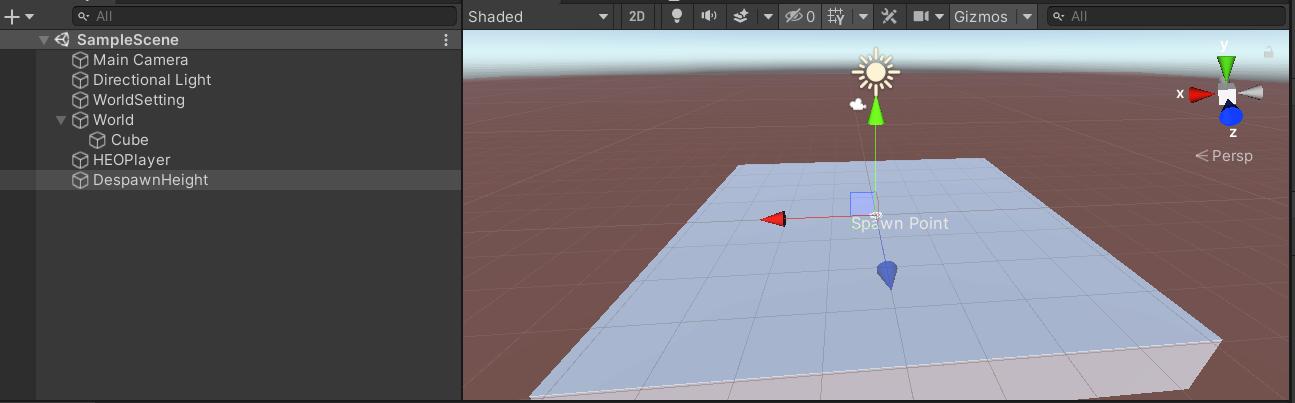 All
SampleScene
Main Camera
Directional Light
WorldSetting
World
Cube
HEOPlayer
DespawnHeight
Shaded
2D
0
Gizmos
All
y
x
z
Persp
Spawn Point